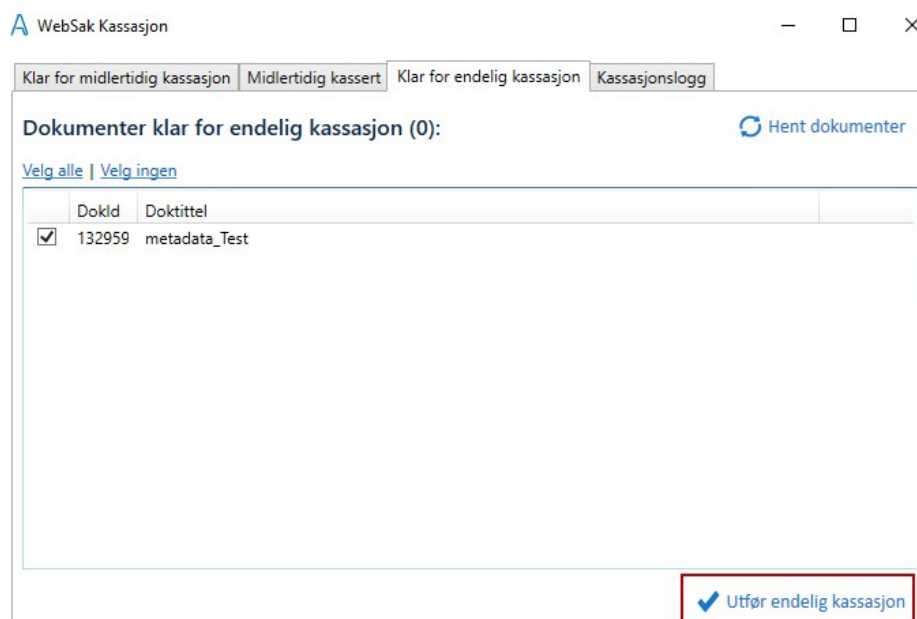 WebSak Kassasjon
Klar for midlertidig kassasjon Midlertidig kassert Klar for endelig kassasjon Kassasjonslogg
Dokumenter klar for endelig kassasjon (0): Hent dokumenter
Velg alle | Velg ingen
DokId Doktittel
132959 metadata_Test
Utfør endelig kassasjon